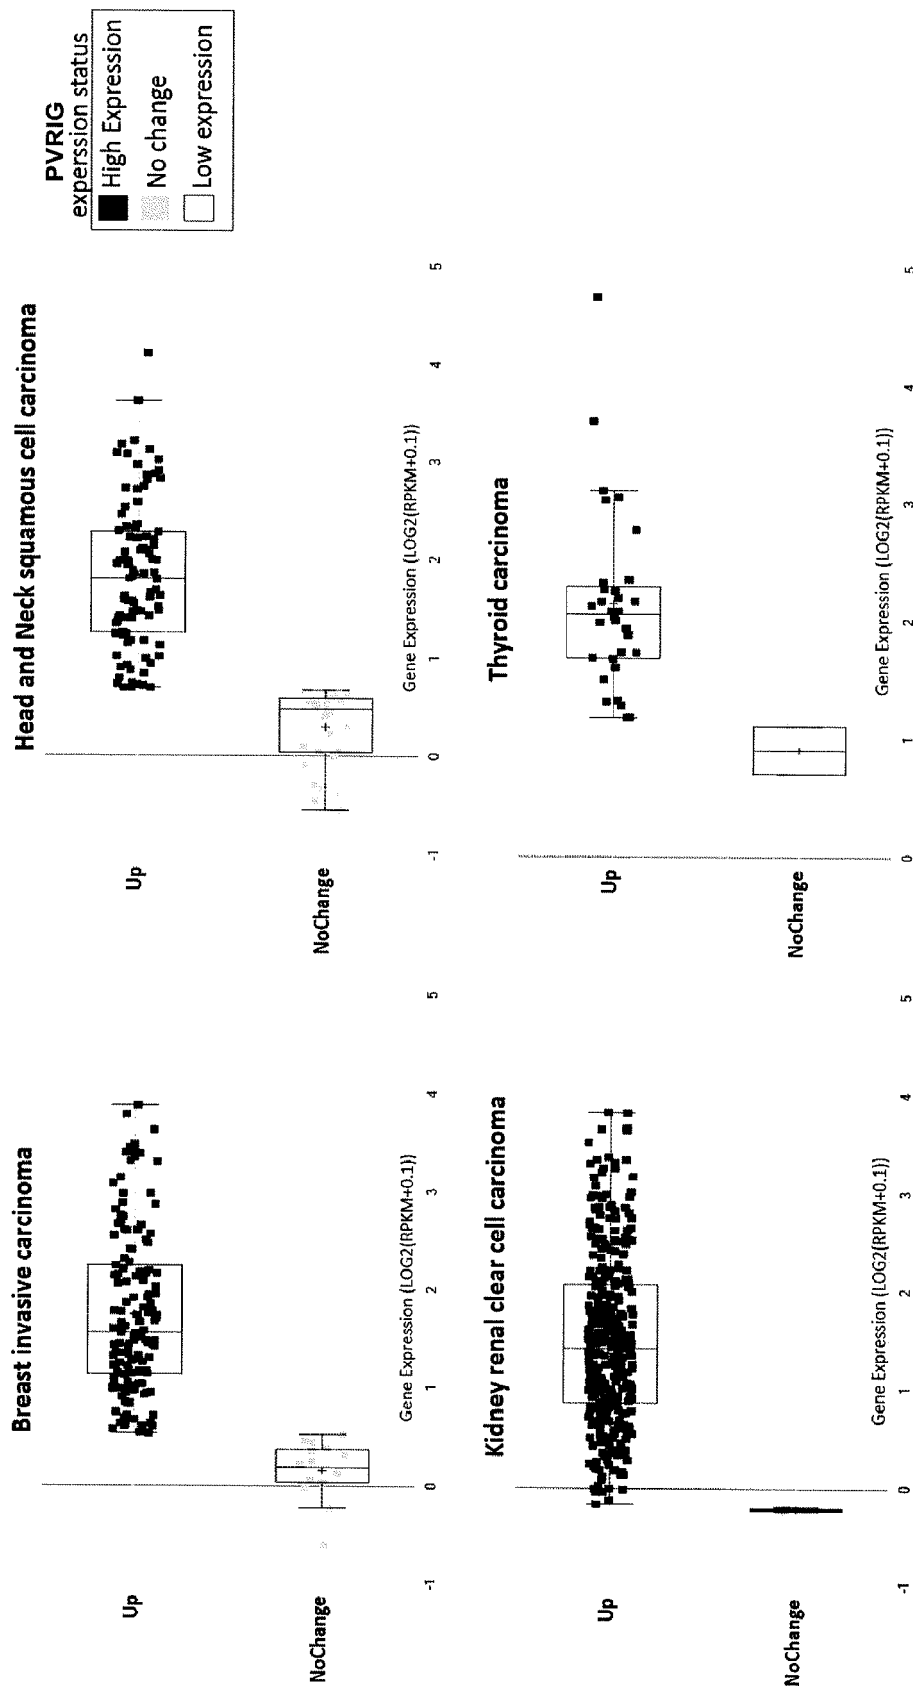 Breast invasive carcinoma
Up
NoChange
-1 0 1 2 3 4 5
Gene Expression (LOG2(RPKM+0.1))
Head and Neck squamous cell carcinoma
Up
NoChange
-1 0 1 2 3 4 5
Gene Expression (LOG2(RPKM+0.1))
PVRIG
experssion status
High Expression
No change
Low expression
Kidney renal clear cell carcinoma
Up
NoChange
-1 0 1 2 3 4 5
Gene Expression (LOG2(RPKM+0.1))
Thyroid carcinoma
Up
NoChange
0 1 2 3 4 5
Gene Expression (LOG2(RPKM+0.1))